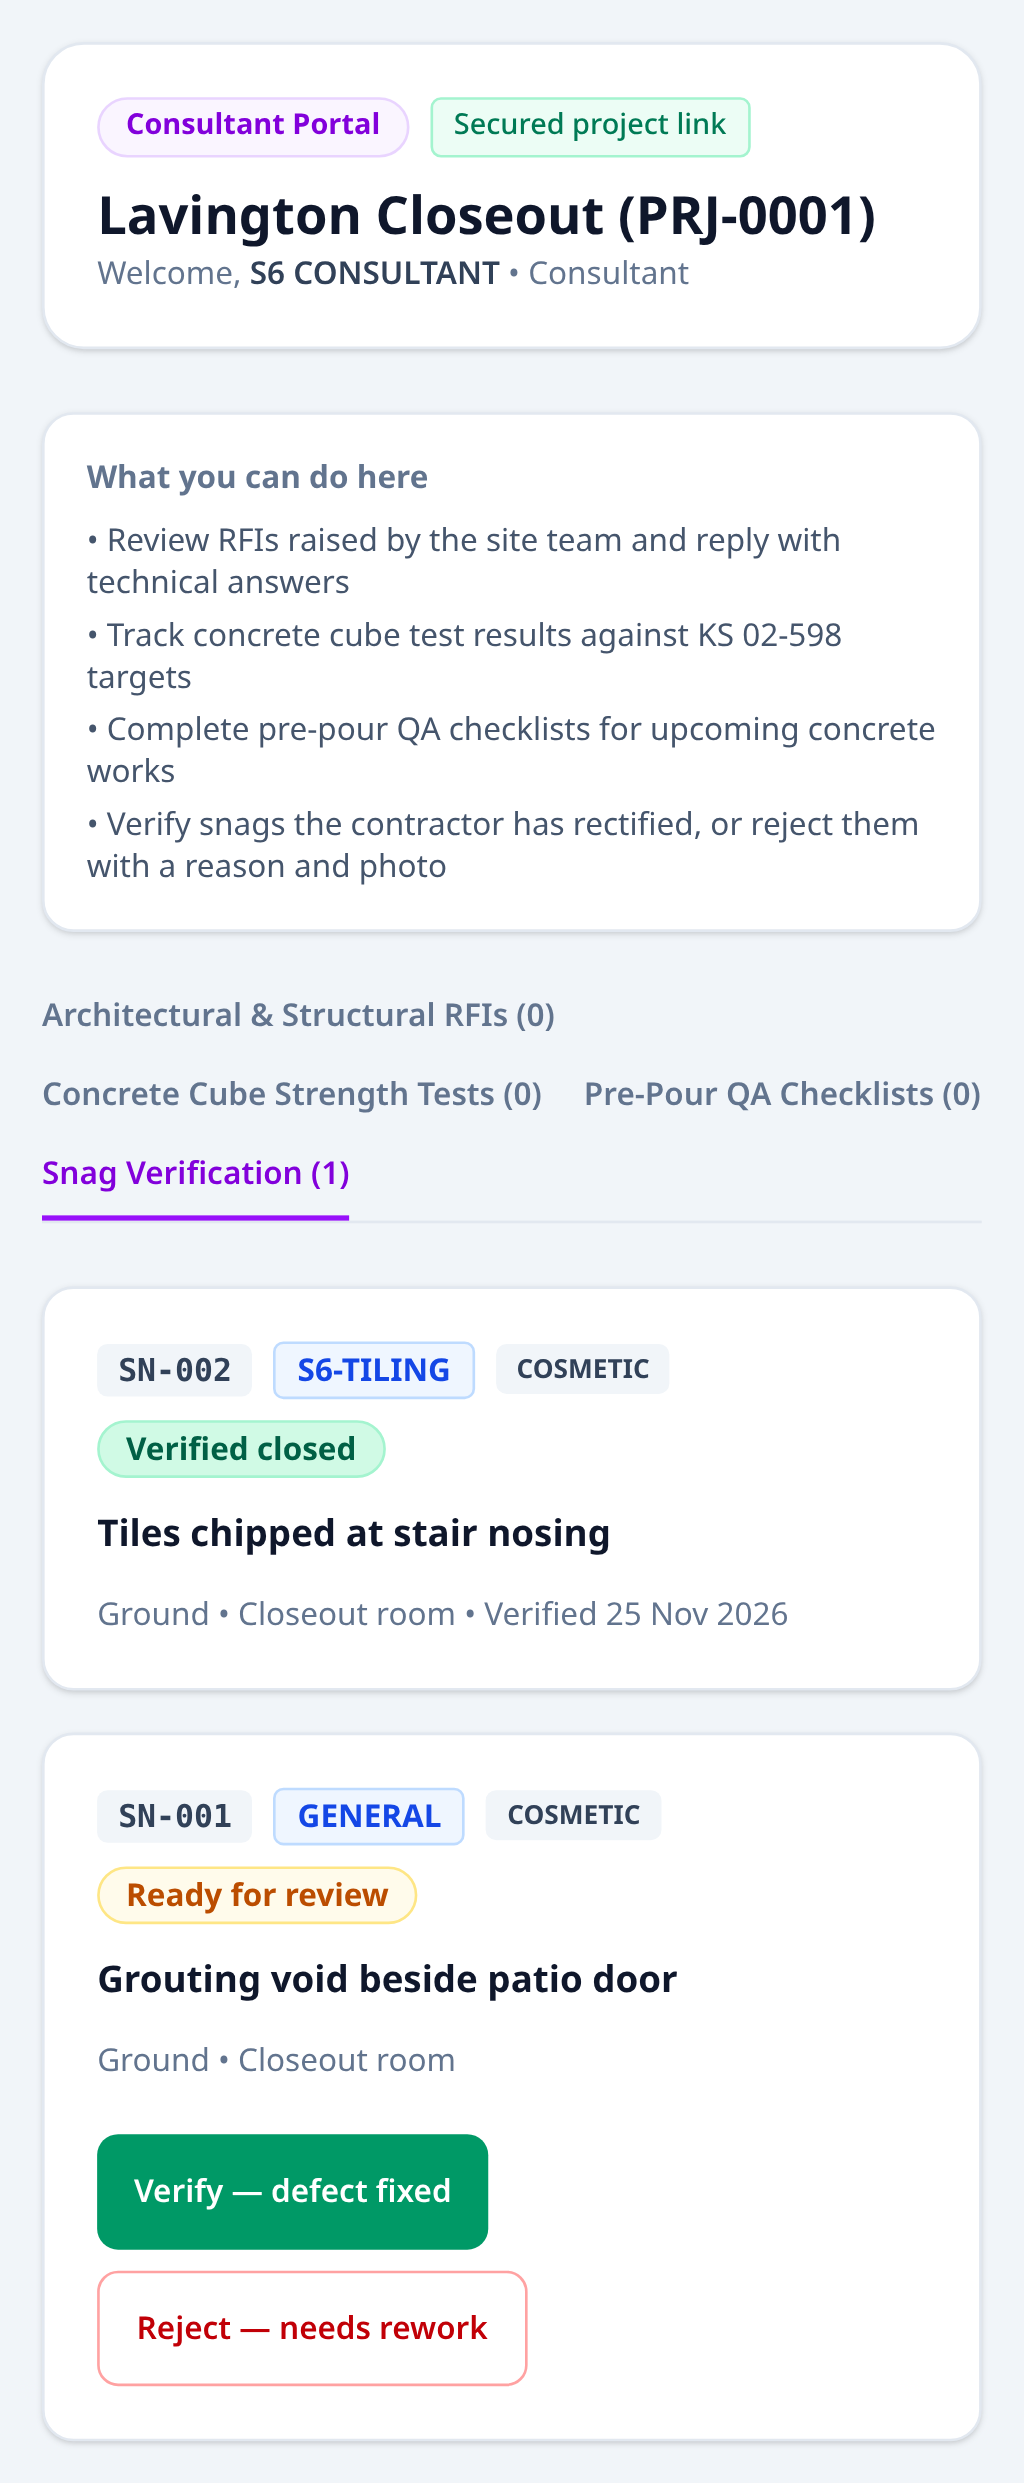 Consultant Portal
Secured project link
Lavington Closeout (PRJ-0001)
Welcome, S6 CONSULTANT • Consultant
What you can do here
• Review RFIs raised by the site team and reply with
technical answers
• Track concrete cube test results against KS 02-598
targets
• Complete pre-pour QA checklists for upcoming concrete
works
• Verify snags the contractor has rectified, or reject them
with a reason and photo
Architectural & Structural RFIs (0)
Concrete Cube Strength Tests (0) Pre-Pour QA Checklists (0)
Snag Verification (1)
SN-002 S6-TILING COSMETIC
Verified closed
Tiles chipped at stair nosing
Ground • Closeout room • Verified 25 Nov 2026
SN-001 GENERAL COSMETIC
Ready for review
Grouting void beside patio door
Ground • Closeout room
Verify — defect fixed
Reject — needs rework